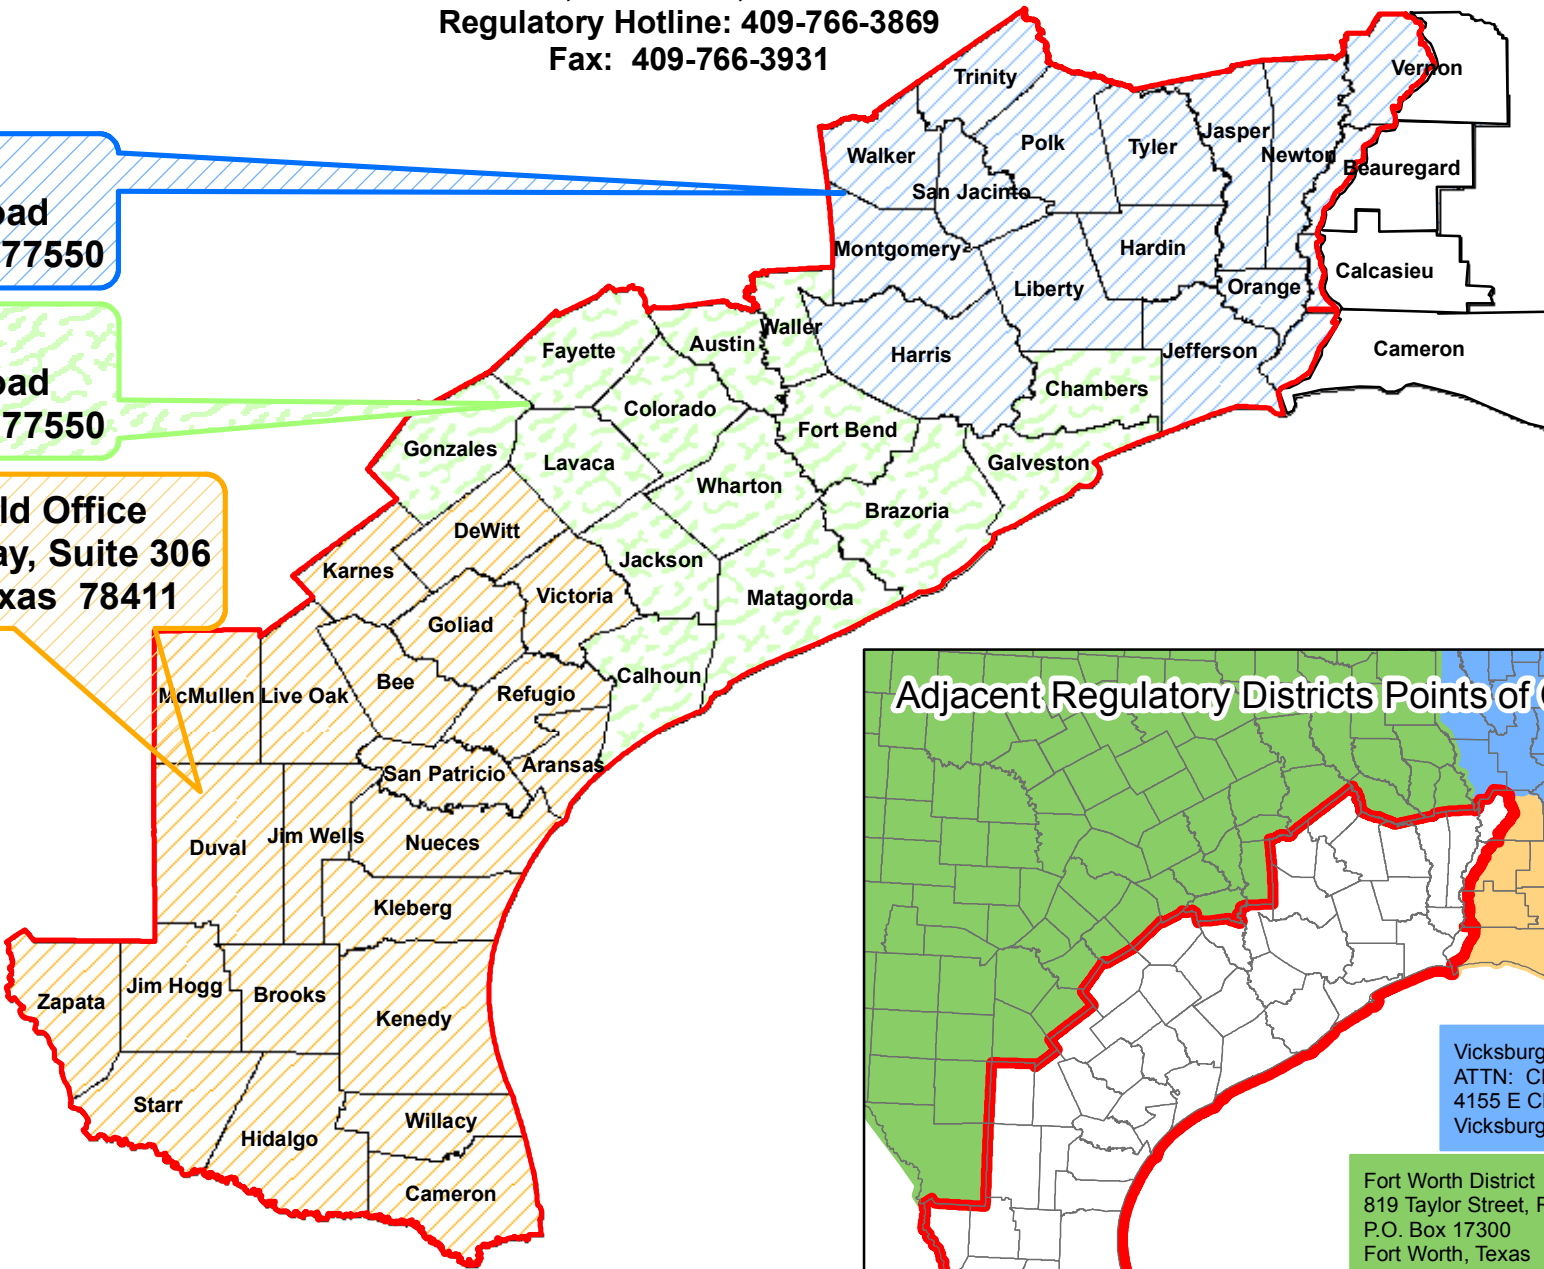 Regulatory Hotline: 409-766-3869
Fax: 409-766-3931
oad
77550
oad
77550
ld Office
ay, Suite 306
xas 78411
Trinity
Vernon
Walker
Polk
Tyler
Jasper
Newton
Beauregard
San Jacinto
Montgomery
Hardin
Liberty
Orange
Calcasieu
Waller
Austin
Fayette
Harris
Jefferson
Cameron
Chambers
Colorado
Fort Bend
Gonzales
Lavaca
Galveston
Wharton
Brazoria
DeWitt
Jackson
Karnes
Victoria
Matagorda
Goliad
Calhoun
McMullen
Live Oak
Bee
Refugio
San Patricio
Aransas
Duval
Jim Wells
Nueces
Kleberg
Zapata
Jim Hogg
Brooks
Kenedy
Starr
Hidalgo
Willacy
Cameron
Adjacent Regulatory Districts Points of
Vicksburg
ATTN:
4155 E
Vicksburg
Fort Worth District
819 Taylor Street,
P.O. Box 17300
Fort Worth, Texas